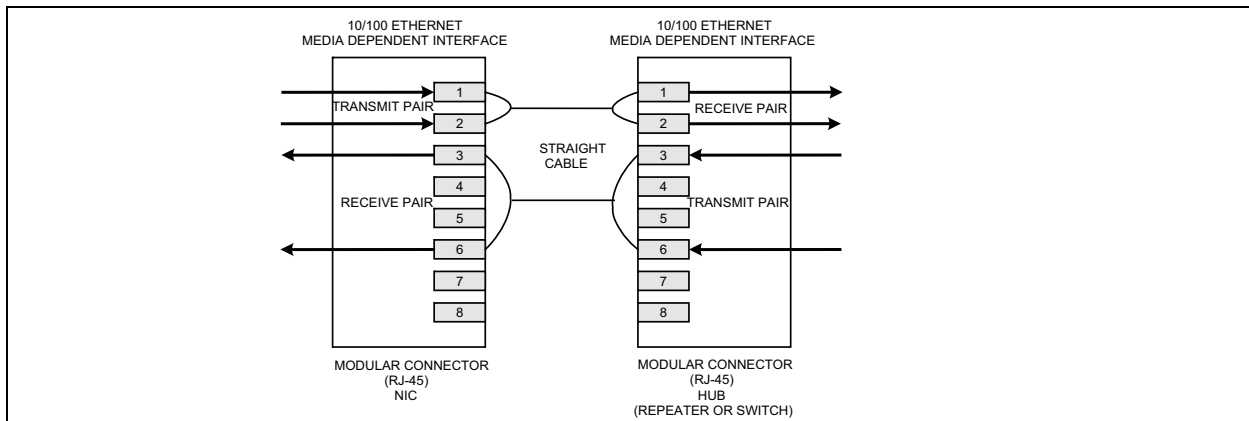 10/100 ETHERNET
MEDIA DEPENDENT INTERFACE
10/100 ETHERNET
MEDIA DEPENDENT INTERFACE
1
TRANSMIT PAIR
2
3
4
RECEIVE PAIR
5
6
7
8
STRAIGHT
CABLE
1
RECEIVE PAIR
2
3
4
TRANSMIT PAIR
5
6
7
8
MODULAR CONNECTOR
(RJ-45)
NIC
MODULAR CONNECTOR
(RJ-45)
HUB
(REPEATER OR SWITCH)